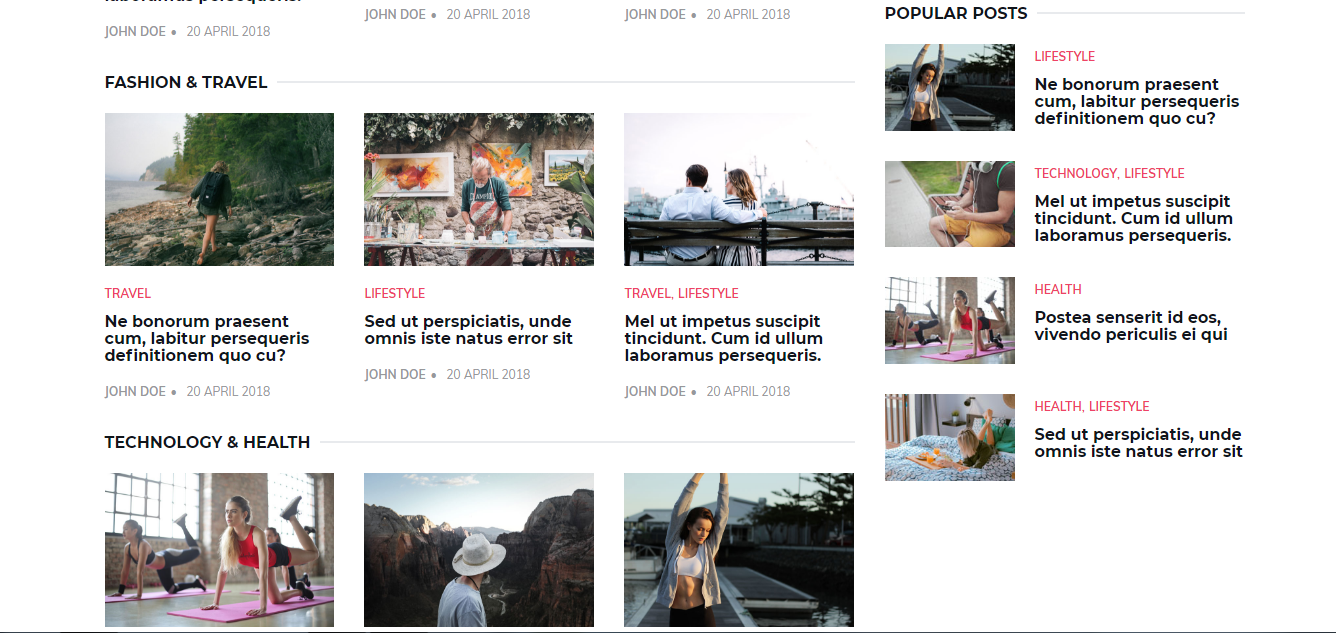 JOHN DOE • 20 APRIL 2018
JOHN DOE • 20 APRIL 2018
JOHN DOE • 20 APRIL 2018
FASHION & TRAVEL
TRAVEL
Ne bonorum praesent
cum, labitur persequeris
definitionem quo cu?
JOHN DOE • 20 APRIL 2018
LIFESTYLE
Sed ut perspiciatis, unde
omnis iste natus error sit
JOHN DOE • 20 APRIL 2018
TRAVEL, LIFESTYLE
Mel ut impetus suscipit
tincidunt. Cum id ullum
laboramus persequeris.
JOHN DOE • 20 APRIL 2018
TECHNOLOGY & HEALTH
POPULAR POSTS
LIFESTYLE
Ne bonorum praesent
cum, labitur persequeris
definitionem quo cu?
TECHNOLOGY, LIFESTYLE
Mel ut impetus suscipit
tincidunt. Cum id ullum
laboramus persequeris.
HEALTH
Postea senserit id eos,
vivendo periculis ei qui
HEALTH, LIFESTYLE
Sed ut perspiciatis, unde
omnis iste natus error sit